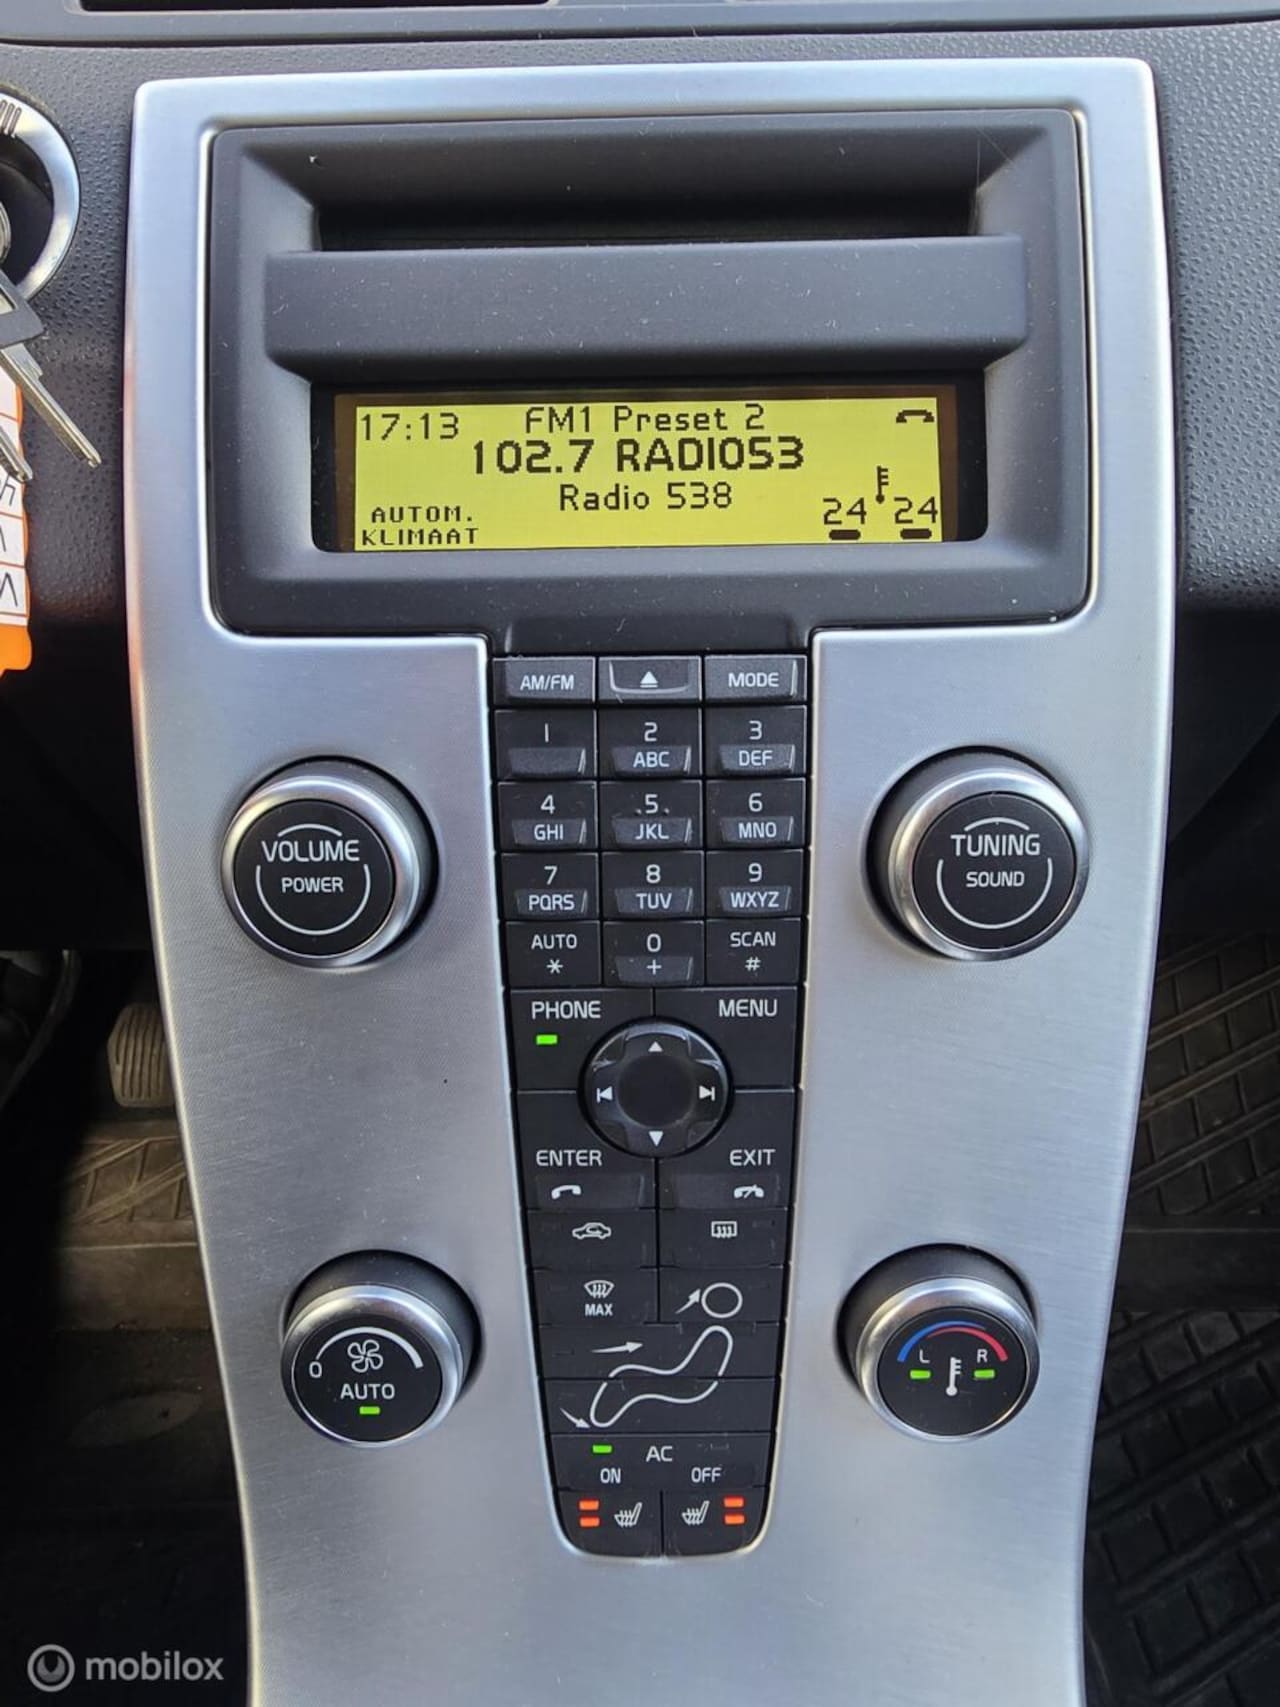 17:13
FM1 Preset 2
102.7 RADIO53
Radio 538
AUTOM.
KLIMAAT
24 24
AM/FM
MODE
1
2
ABC
3
DEF
4
GHI
5
JKL
6
MNO
7
PQRS
8
TUV
9
WXYZ
AUTO
*
0
+
SCAN
#
VOLUME
POWER
TUNING
SOUND
PHONE
MENU
ENTER
EXIT
MAX
0
AUTO
L R
AC
ON
OFF
mobilox